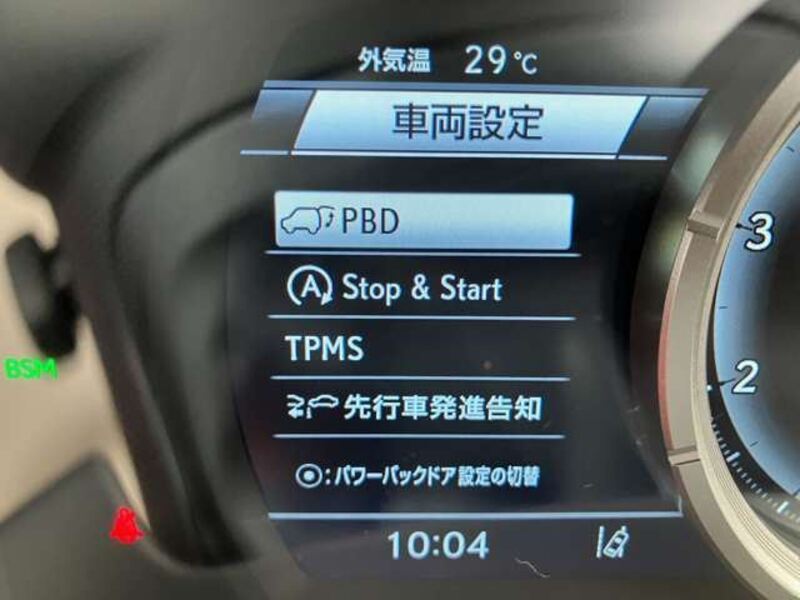 外気温 29℃
車両設定
PBD
3
A Stop & Start
TPMS
2
BSM
先行車発進告知
⦿:パワーバックドア設定の切替
10:04